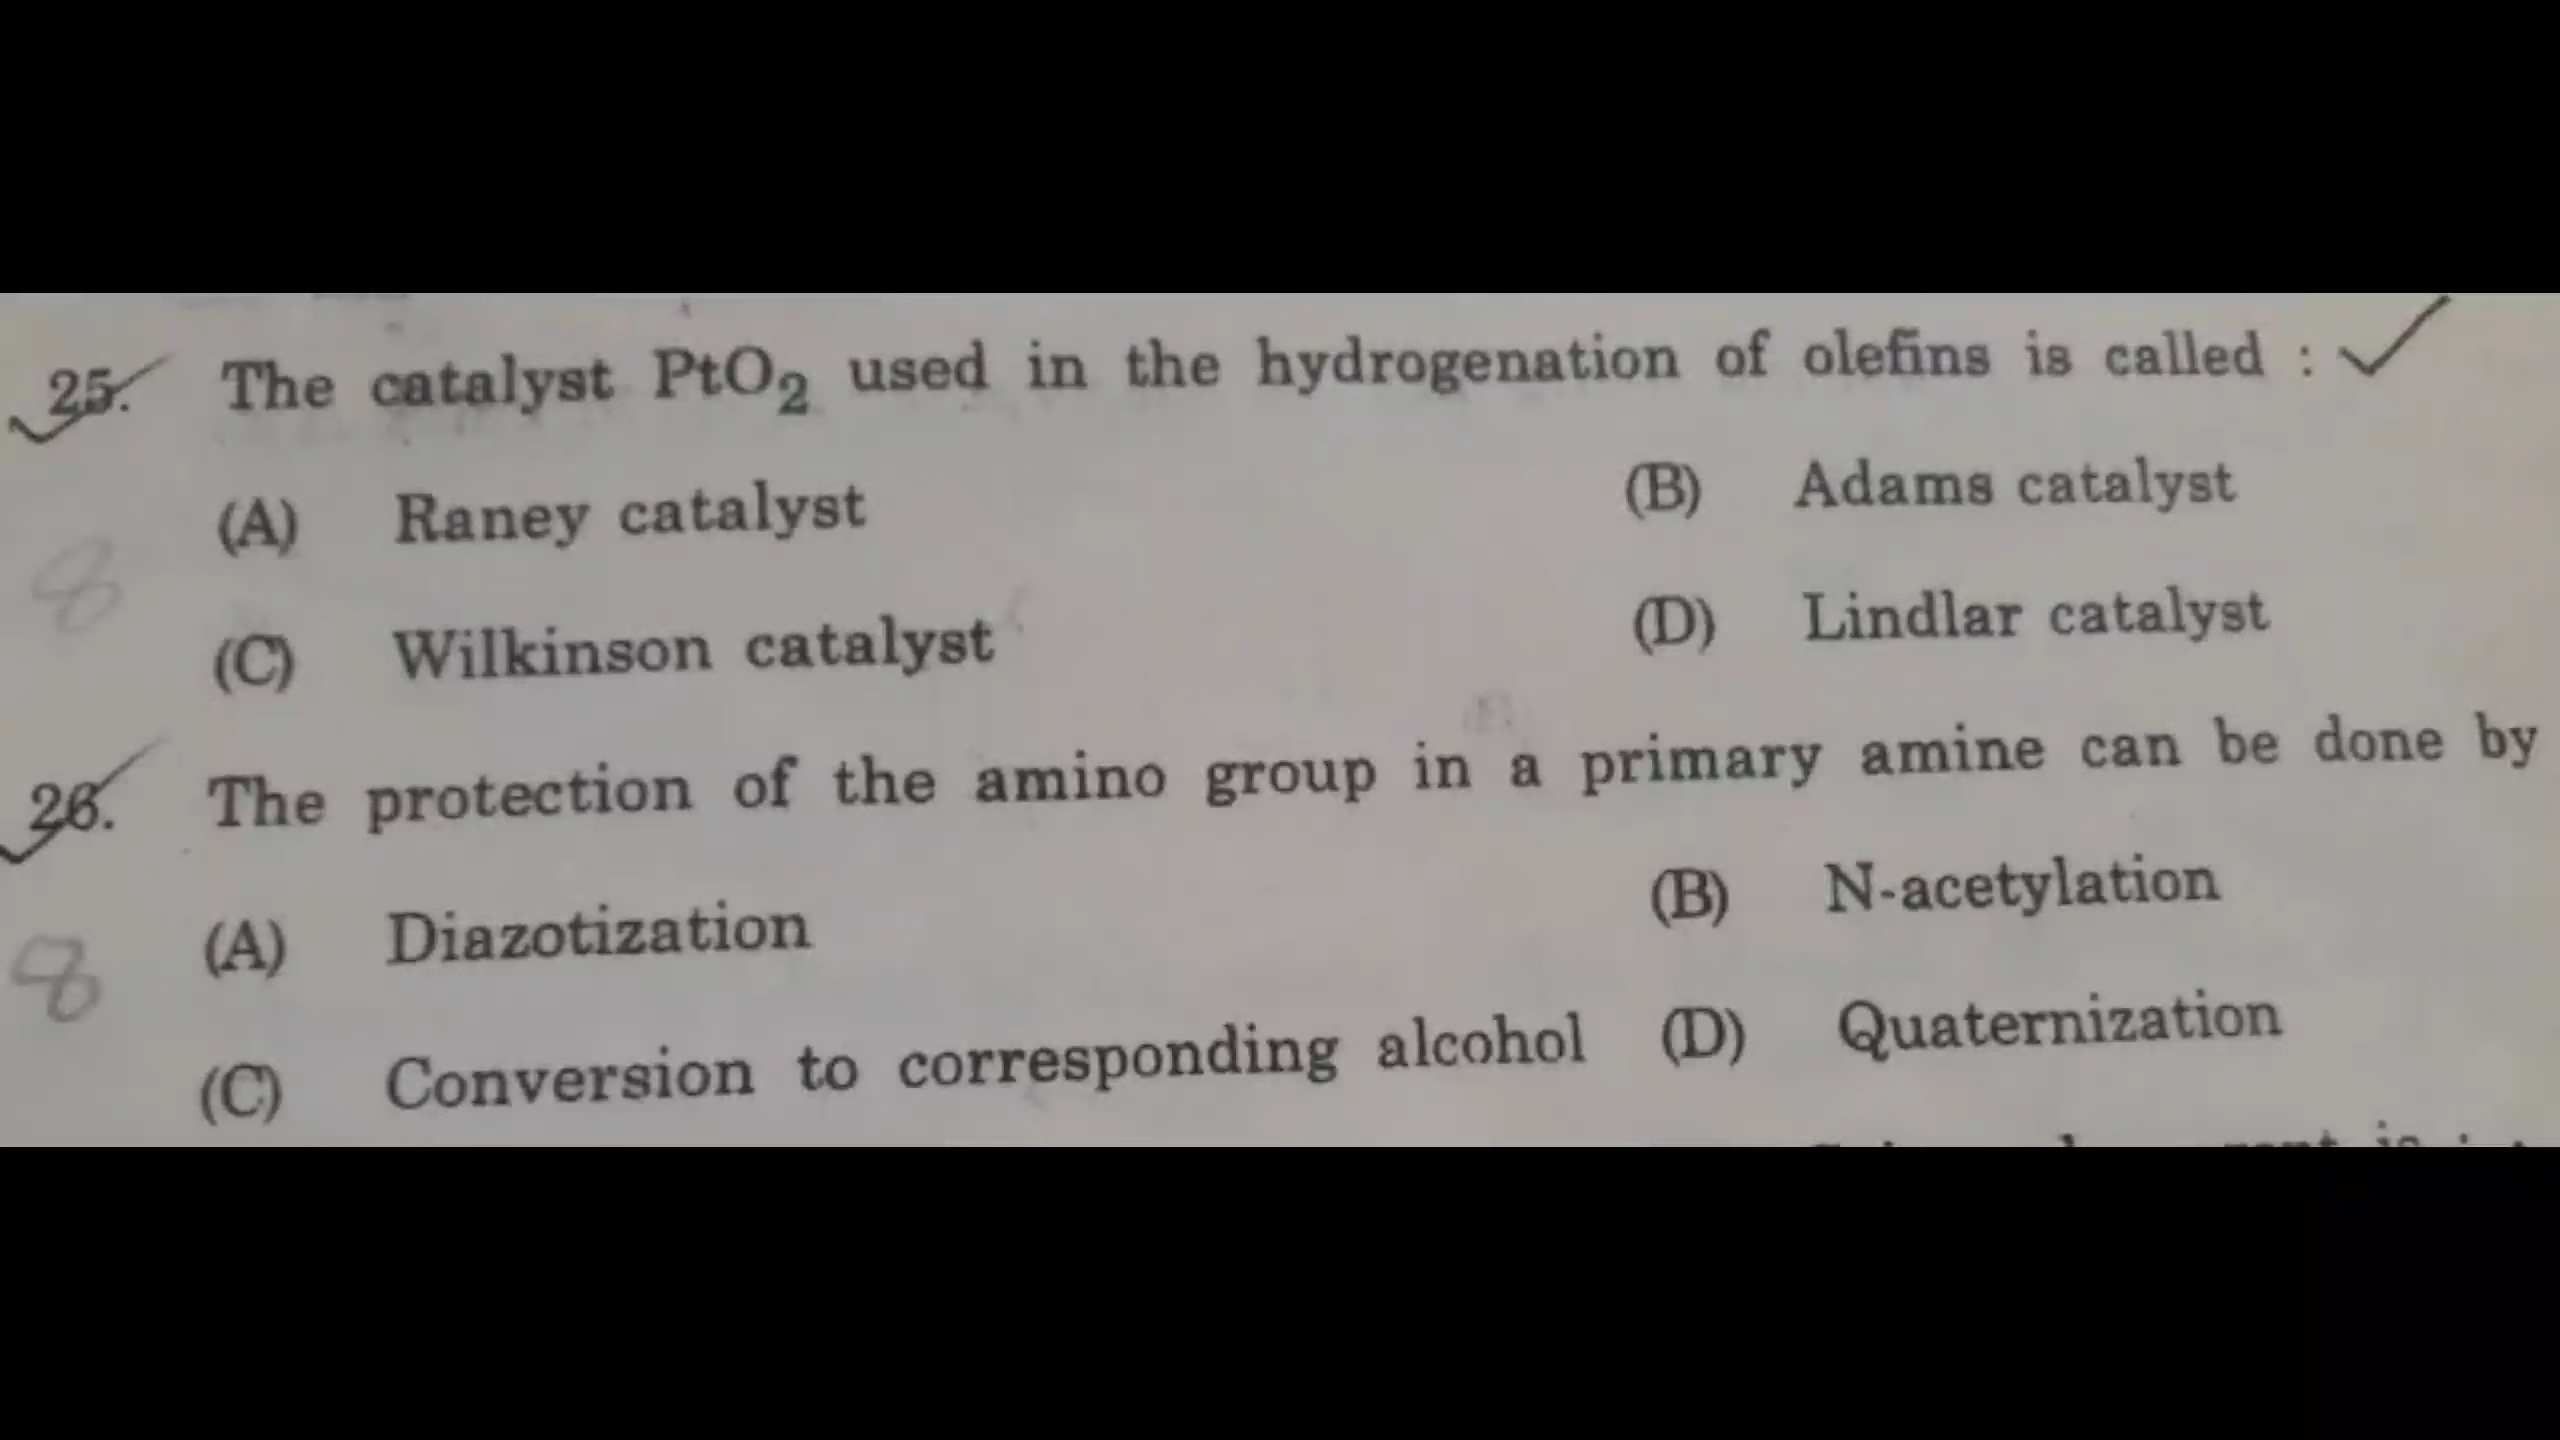 25. The catalyst PtO2 used in the hydrogenation of olefins is called :
(A) Raney catalyst (B) Adams catalyst
8
(C) Wilkinson catalyst (D) Lindlar catalyst
26. The protection of the amino group in a primary amine can be done by
(A) Diazotization (B) N-acetylation
8
(C) Conversion to corresponding alcohol (D) Quaternization